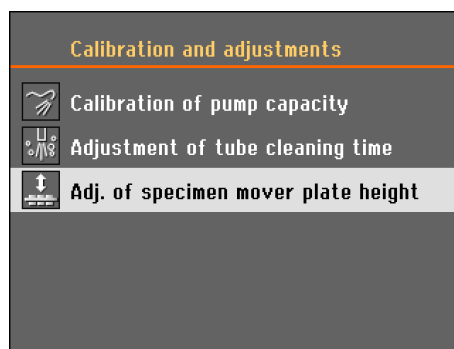 Calibration and adjustments
Calibration of pump capacity
Adjustment of tube cleaning time
Adj. of specimen mover plate height